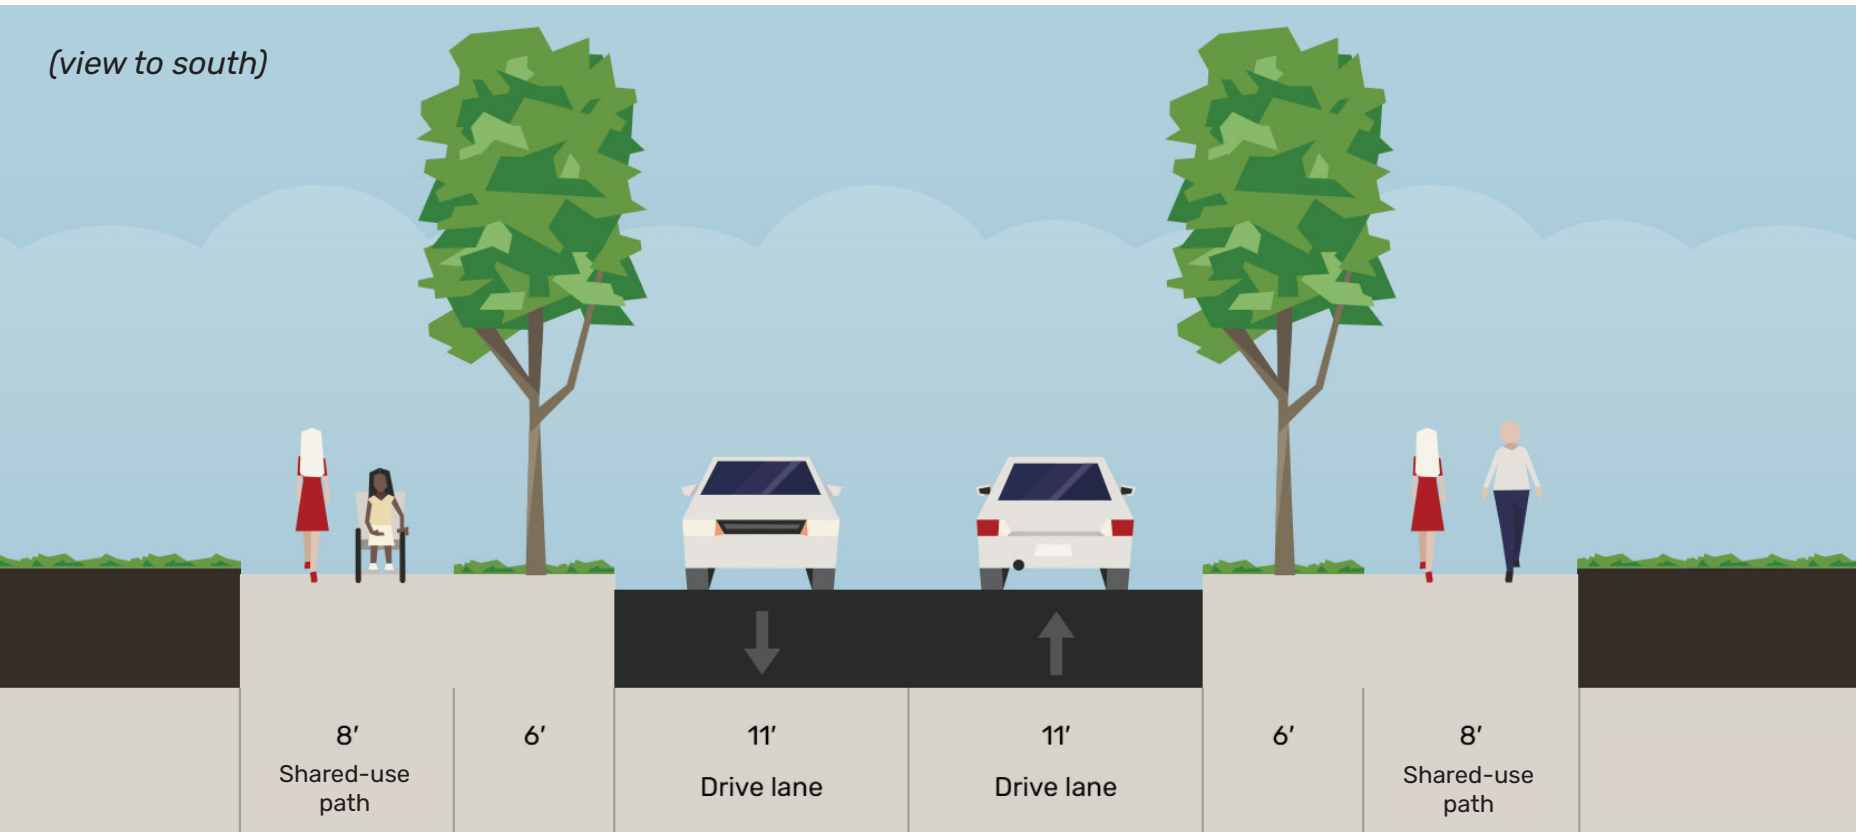 (view to south)
8′ 6′ 11′ 11′ 6′ 8′
Shared-use path
Drive lane
Drive lane
Shared-use path